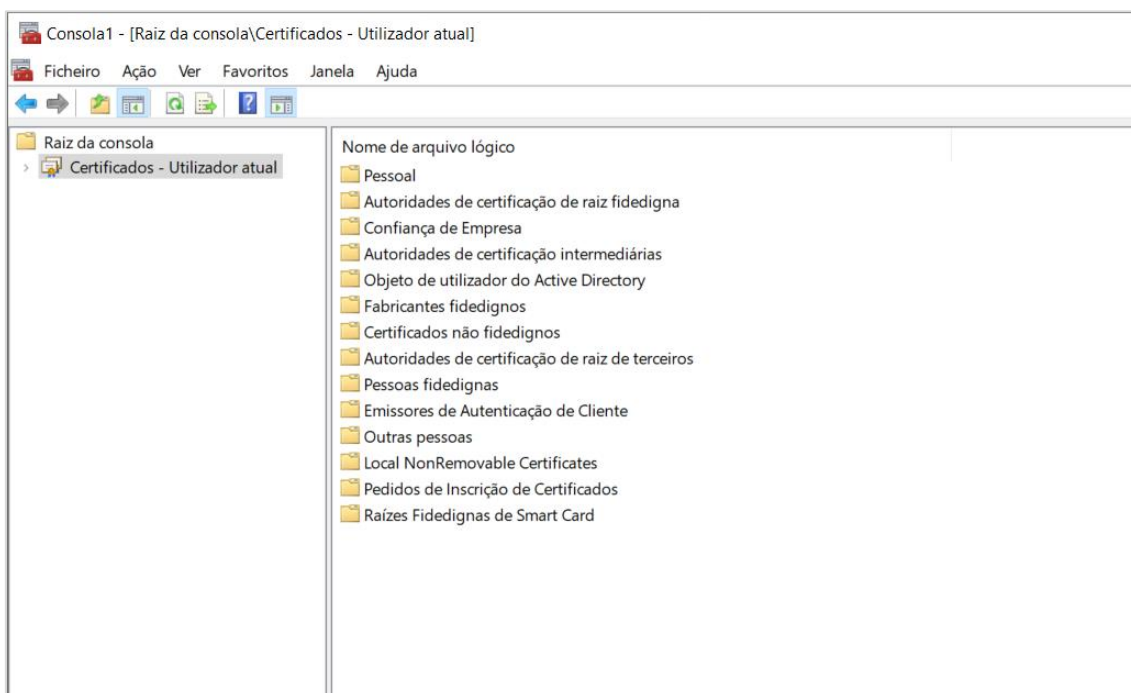 Consola1 - [Raiz da consola\Certificados - Utilizador atual]
Ficheiro Ação Ver Favoritos Janela Ajuda
Raiz da consola
Certificados - Utilizador atual
Nome de arquivo lógico
Pessoal
Autoridades de certificação de raiz fidedigna
Confiança de Empresa
Autoridades de certificação intermediárias
Objeto de utilizador do Active Directory
Fabricantes fidedignos
Certificados não fidedignos
Autoridades de certificação de raiz de terceiros
Pessoas fidedignas
Emissores de Autenticação de Cliente
Outras pessoas
Local NonRemovable Certificates
Pedidos de Inscrição de Certificados
Raízes Fidedignas de Smart Card